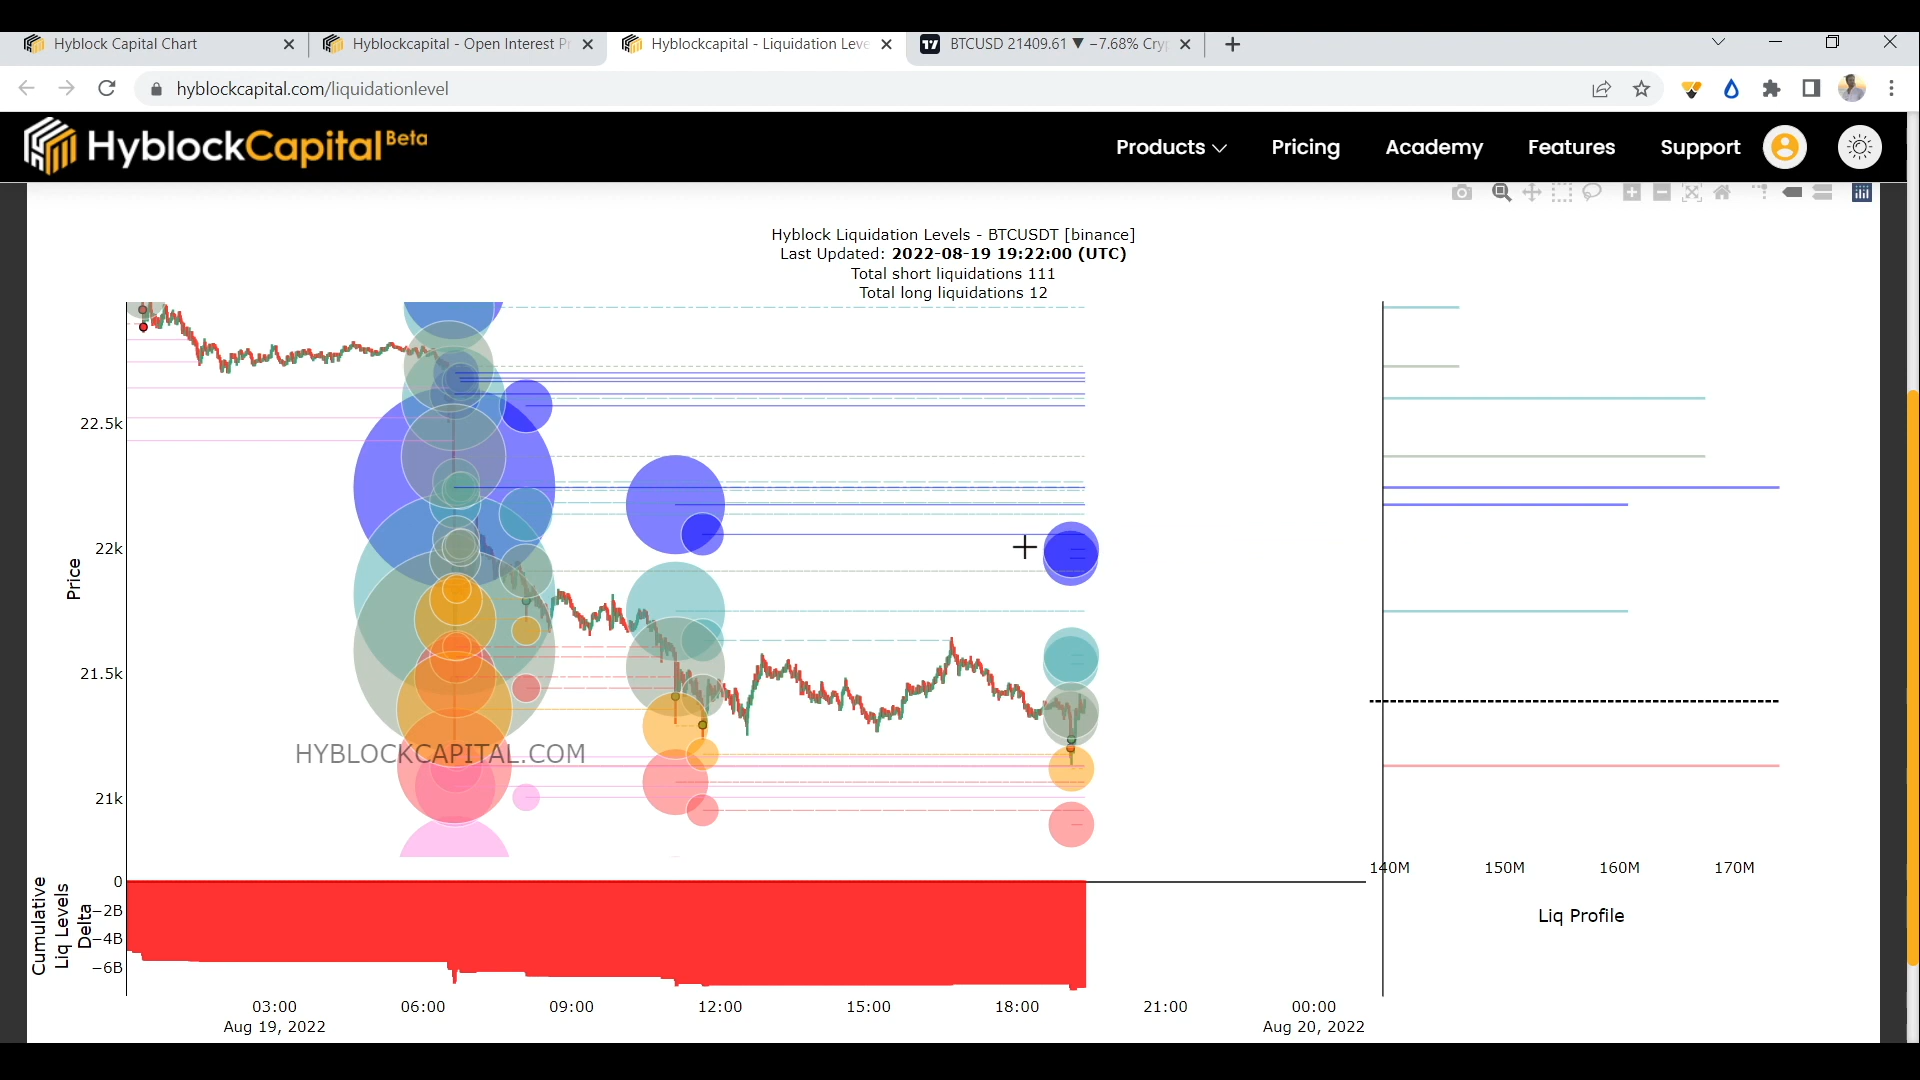 Hyblock Capital Chart
Hyblockcapital - Open Interest Pr
Hyblockcapital - Liquidation Leve
BTCUSD 21409.61 ▼ −7.68% Cry
hyblockcapital.com/liquidationlevel
HyblockCapital Beta
Products
Pricing
Academy
Features
Support
Hyblock Liquidation Levels - BTCUSDT [binance]
Last Updated: 2022-08-19 19:22:00 (UTC)
Total short liquidations 111
Total long liquidations 12
Price
22.5k
22k
21.5k
21k
HYBLOCKCAPITAL.COM
Cumulative
Liq Levels
Delta
0
−2B
−4B
−6B
03:00
06:00
09:00
12:00
15:00
18:00
21:00
00:00
Aug 19, 2022
Aug 20, 2022
140M
150M
160M
170M
Liq Profile